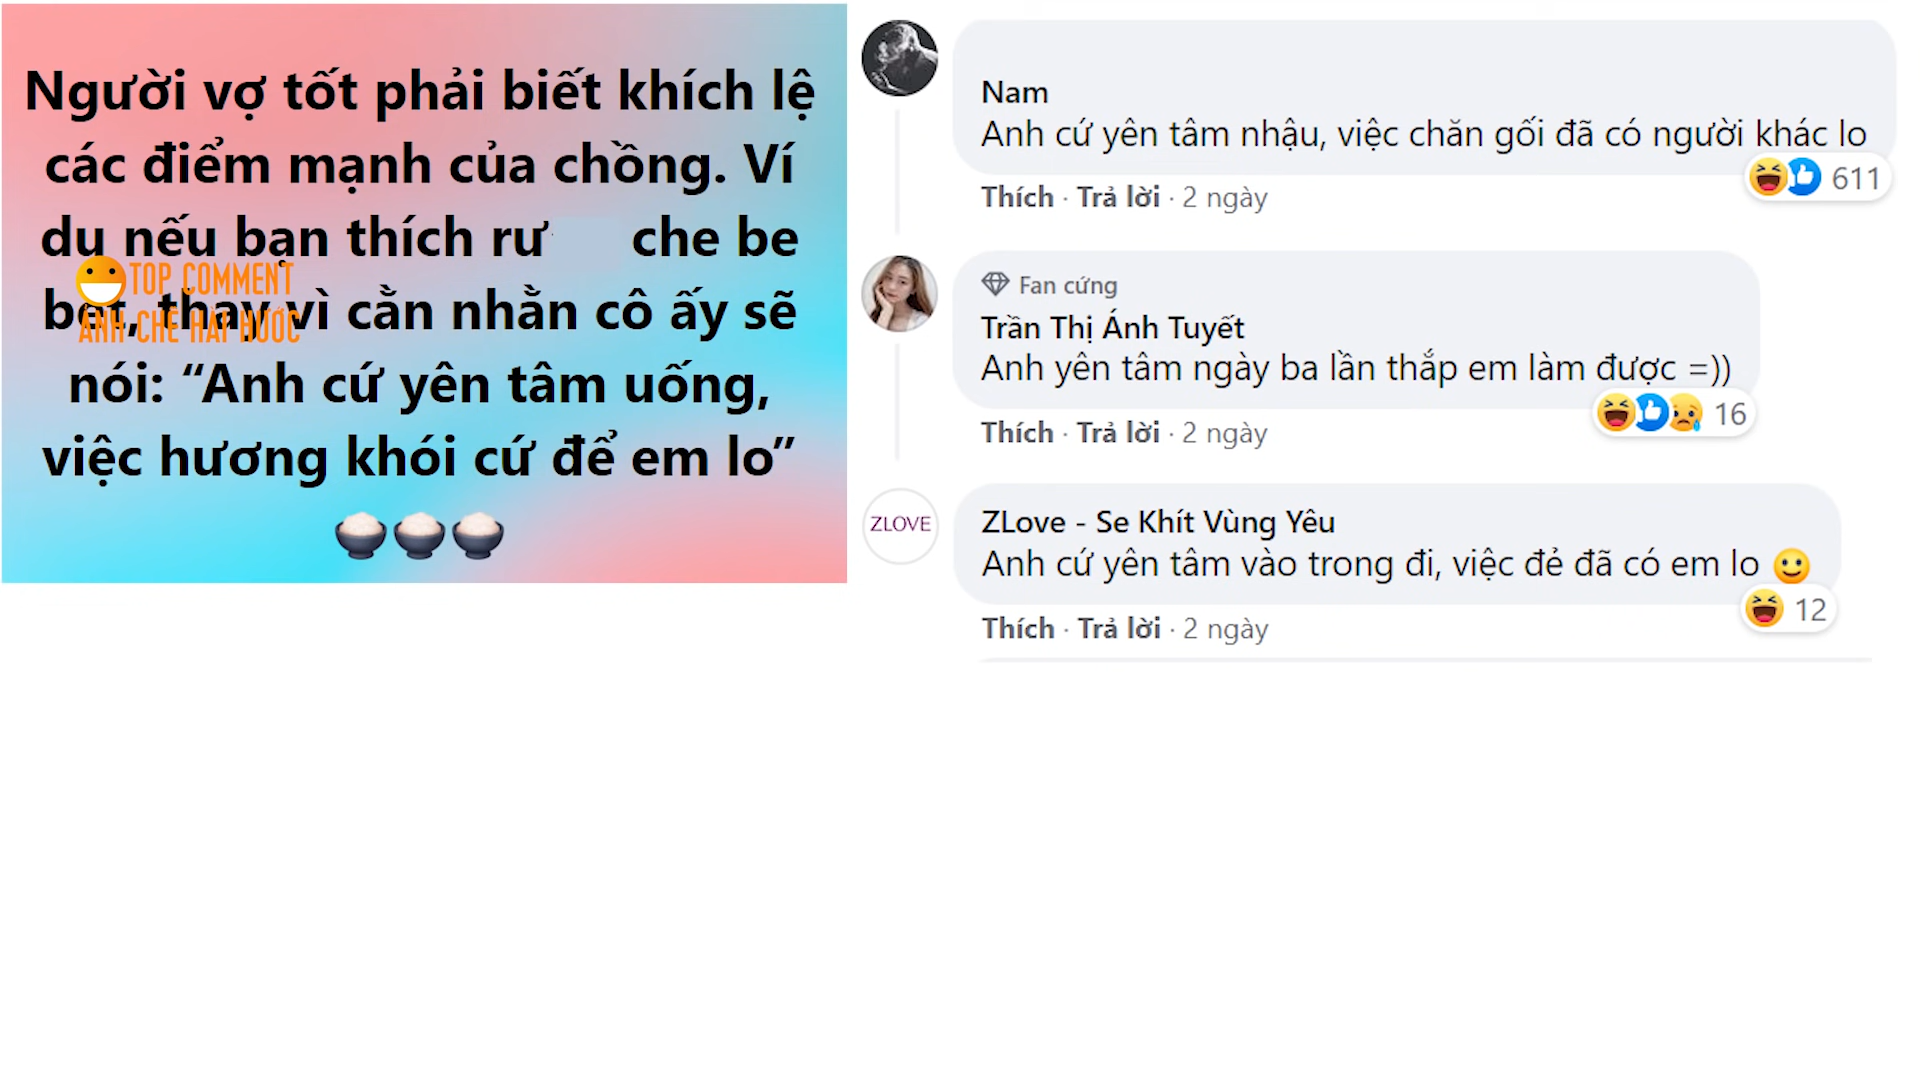 Người vợ tốt phải biết khích lệ
các điểm mạnh của chồng. Ví
dụ nếu bạn thích rư che be
bét, thay vì cằn nhằn cô ấy sẽ
nói: “Anh cứ yên tâm uống,
việc hương khói cứ để em lo”
TOP COMMENT
ẢNH CHẾ HÀI HƯỚC
Nam
Anh cứ yên tâm nhậu, việc chăn gối đã có người khác lo
611
Thích · Trả lời · 2 ngày
Fan cứng
Trần Thị Ánh Tuyết
Anh yên tâm ngày ba lần thắp em làm được =))
16
Thích · Trả lời · 2 ngày
ZLOVE
ZLove - Se Khít Vùng Yêu
Anh cứ yên tâm vào trong đi, việc đẻ đã có em lo
12
Thích · Trả lời · 2 ngày